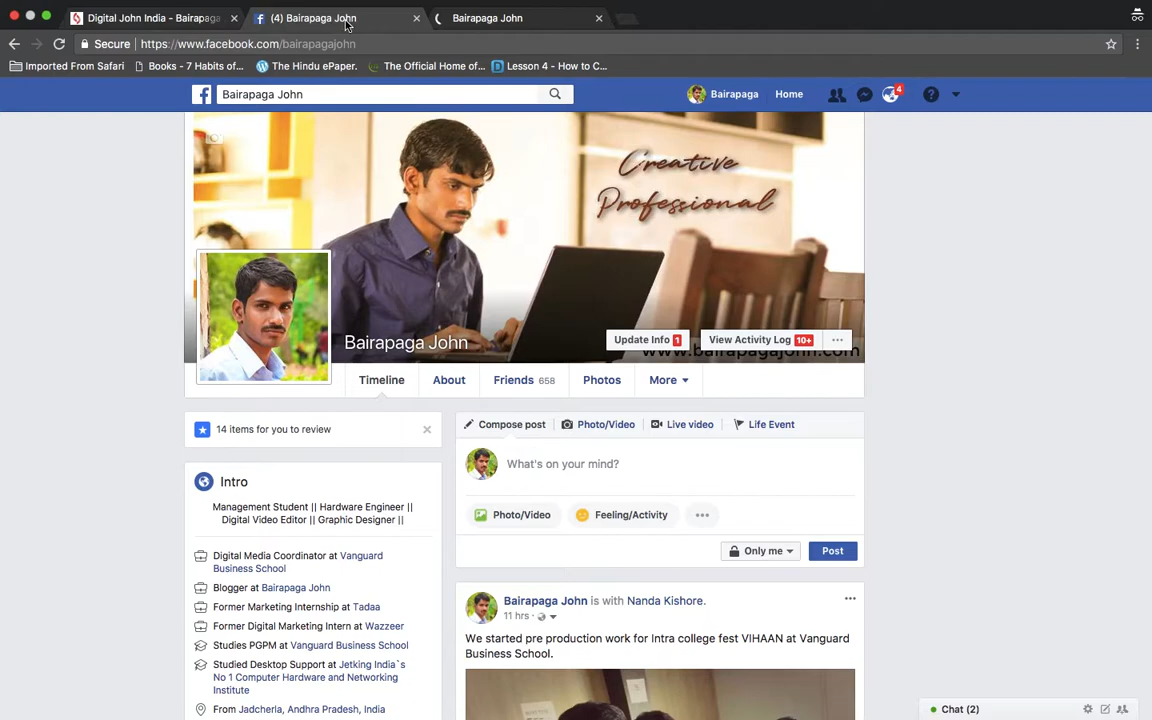 Digital John India - Bairapaga
(4) Bairapaga John
Bairapaga John
Secure
https://www.facebook.com/bairapagajohn
Imported From Safari
Books - 7 Habits of...
The Hindu ePaper.
The Official Home of...
Lesson 4 - How to C...
Bairapaga John
Bairapaga
Home
4
Creative
Professional
Bairapaga John
Update Info 1
View Activity Log 10+
www.bairapagajohn.com
Timeline
About
Friends 658
Photos
More
14 items for you to review
Compose post
Photo/Video
Live video
Life Event
What's on your mind?
Photo/Video
Feeling/Activity
Only me
Post
Intro
Management Student || Hardware Engineer ||
Digital Video Editor || Graphic Designer ||
Digital Media Coordinator at Vanguard
Business School
Blogger at Bairapaga John
Former Marketing Internship at Tadaa
Former Digital Marketing Intern at Wazzeer
Studies PGPM at Vanguard Business School
Studied Desktop Support at Jetking India`s
No 1 Computer Hardware and Networking
Institute
From Jadcherla, Andhra Pradesh, India
Bairapaga John is with Nanda Kishore.
11 hrs ·
We started pre production work for Intra college fest VIHAAN at Vanguard
Business School.
Chat (2)